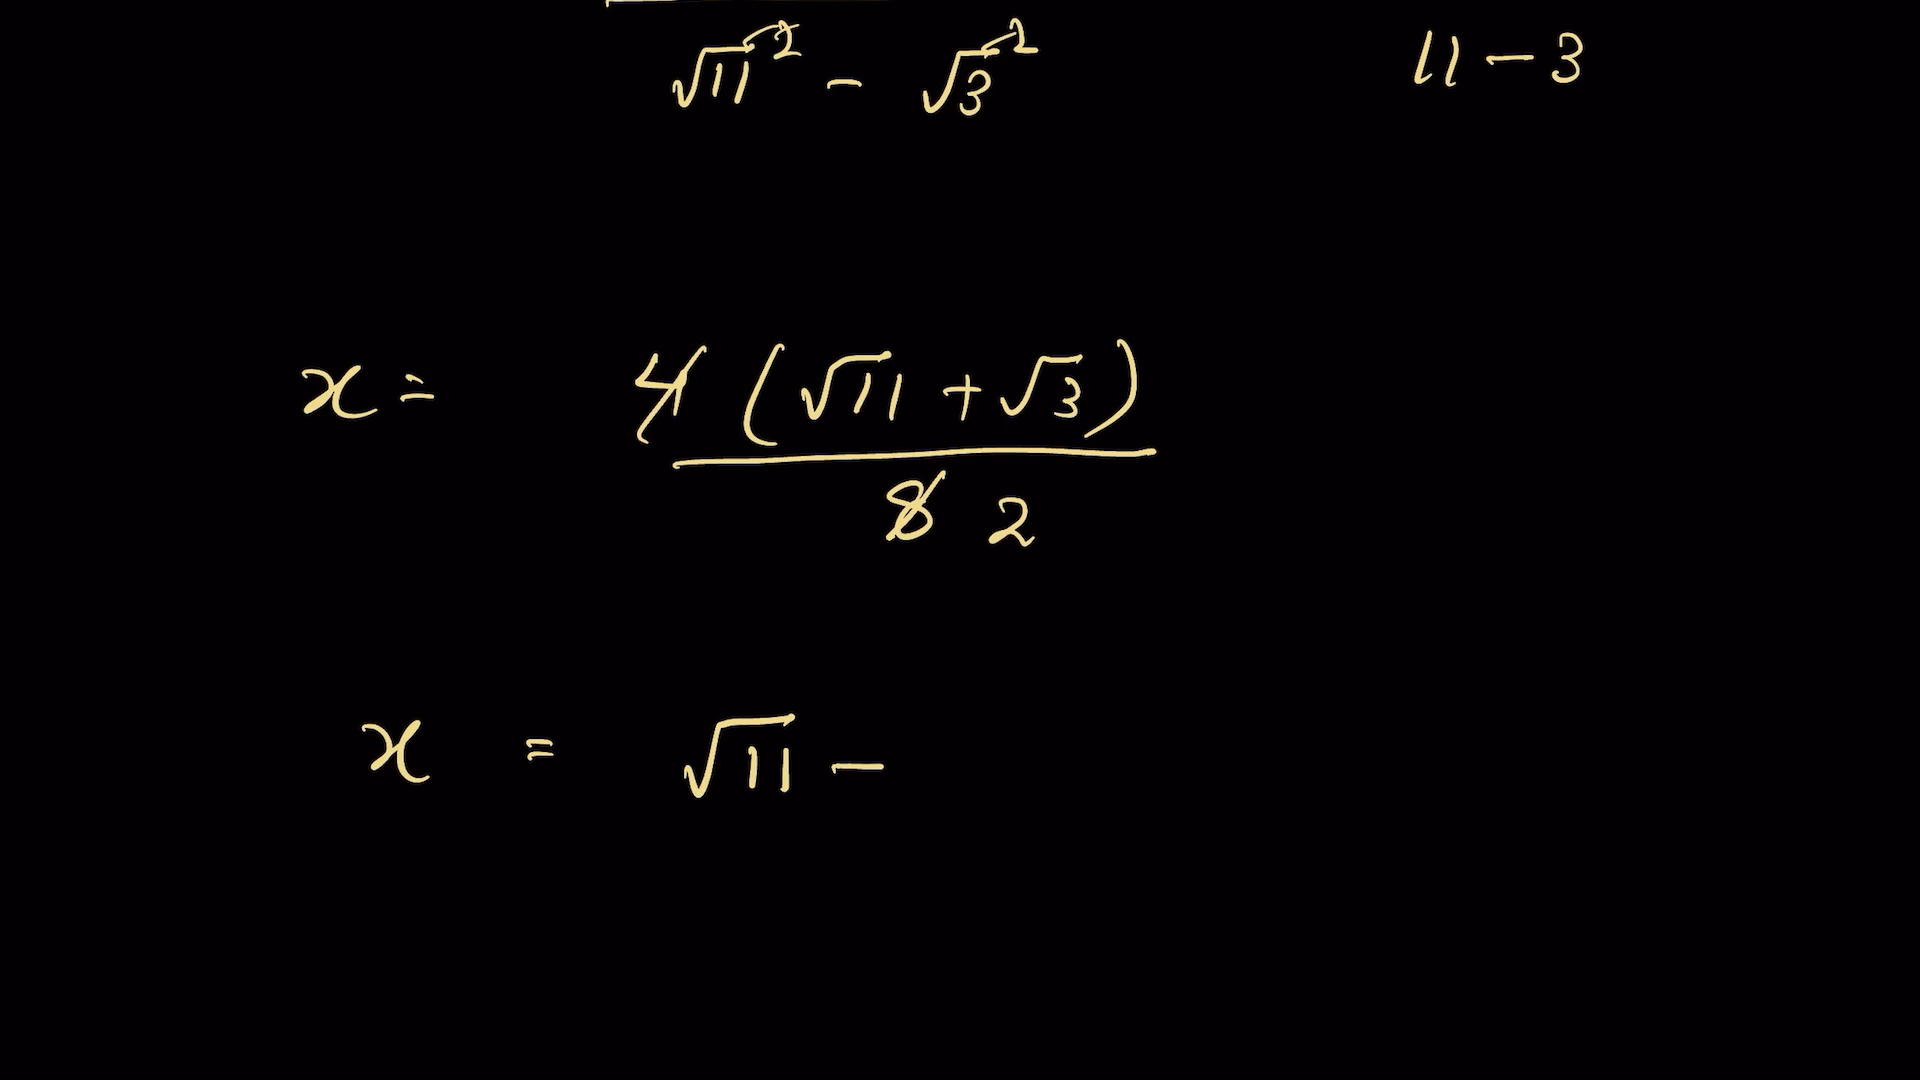 √11² - √3² 11 - 3
x = 4 (√11 + √3)
8 2
x = √11 -